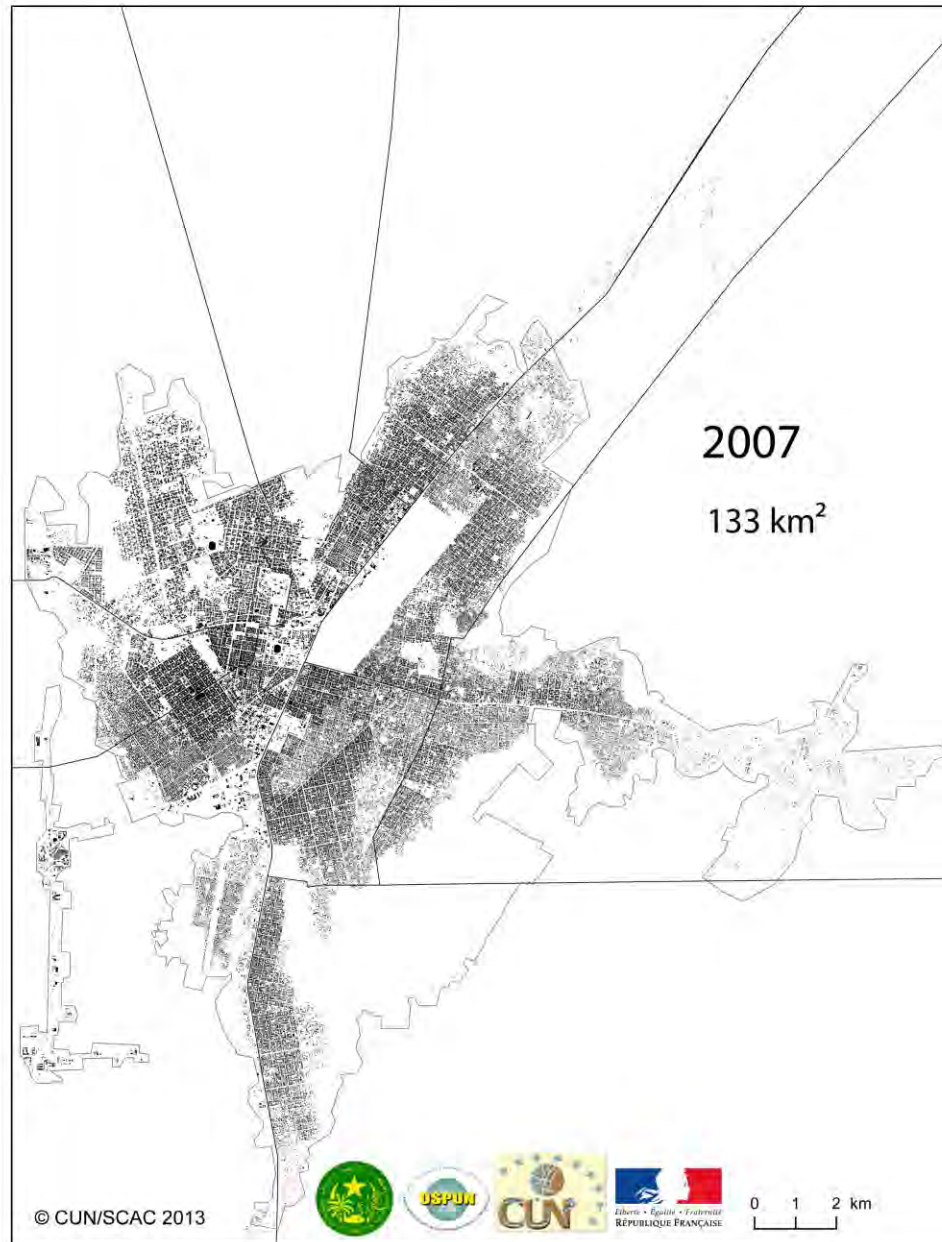 2007
133 km²
© CUN/SCAC 2013
OSPUN
CUN
Liberté • Égalité • Fraternité
RÉPUBLIQUE FRANÇAISE
0 1 2 km